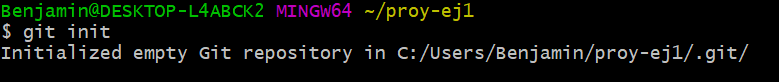 Benjamin@DESKTOP-L4ABCK2 MINGW64 ~/proy-ej1
$ git init
Initialized empty Git repository in C:/Users/Benjamin/proy-ej1/.git/